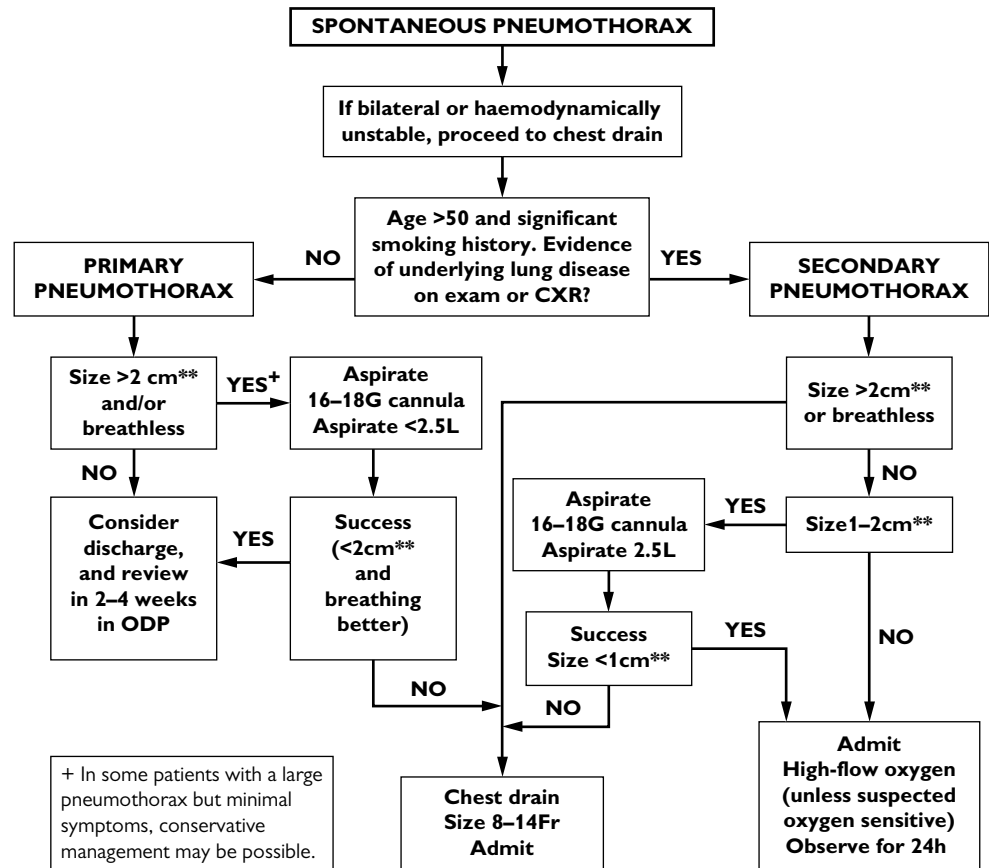 SPONTANEOUS PNEUMOTHORAX
If bilateral or haemodynamically
unstable, proceed to chest drain
Age >50 and significant
smoking history. Evidence
of underlying lung disease
on exam or CXR?
NO
YES
PRIMARY
PNEUMOTHORAX
SECONDARY
PNEUMOTHORAX
Size >2 cm**
and/or
breathless
YES+
Aspirate
16–18G cannula
Aspirate <2.5L
Size >2cm**
or breathless
NO
NO
Consider
discharge,
and review
in 2–4 weeks
in ODP
YES
Success
(<2cm**
and
breathing
better)
Aspirate
16–18G cannula
Aspirate 2.5L
YES
Size1–2cm**
Success
Size <1cm**
YES
NO
NO
NO
+ In some patients with a large
pneumothorax but minimal
symptoms, conservative
management may be possible.
Chest drain
Size 8–14Fr
Admit
Admit
High-flow oxygen
(unless suspected
oxygen sensitive)
Observe for 24h